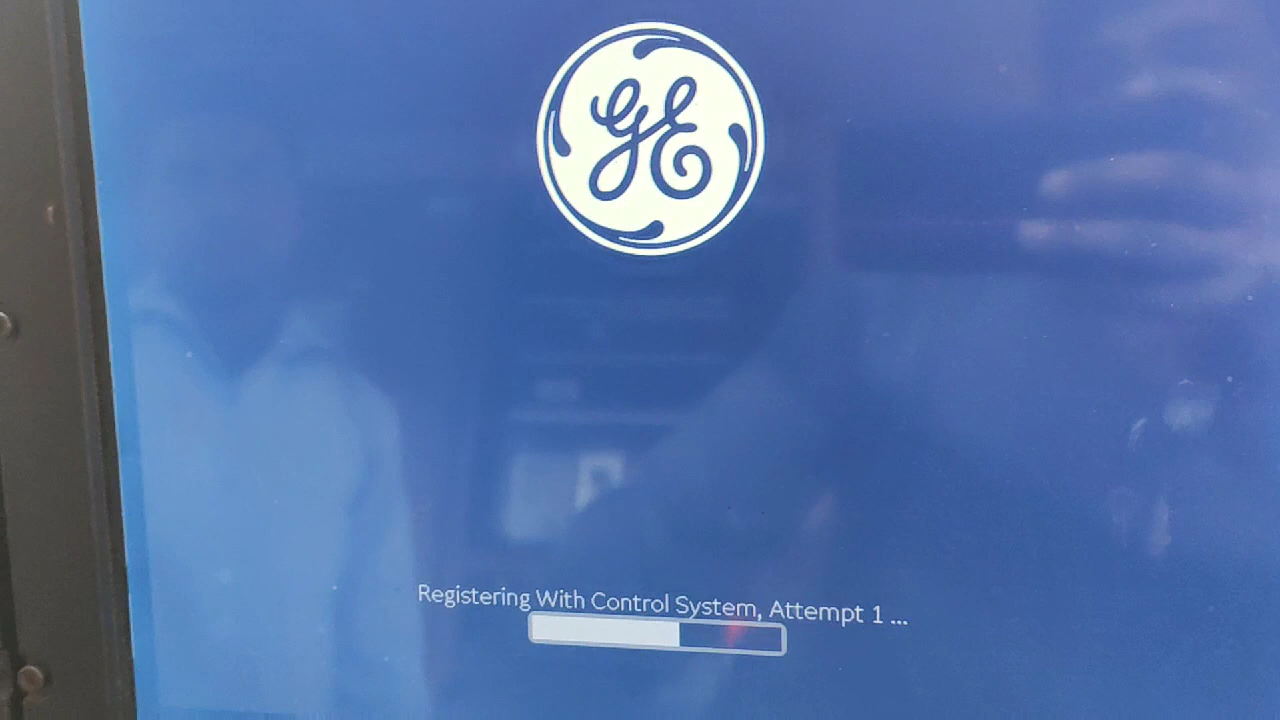 GE
Registering With Control System, Attempt 1 ...